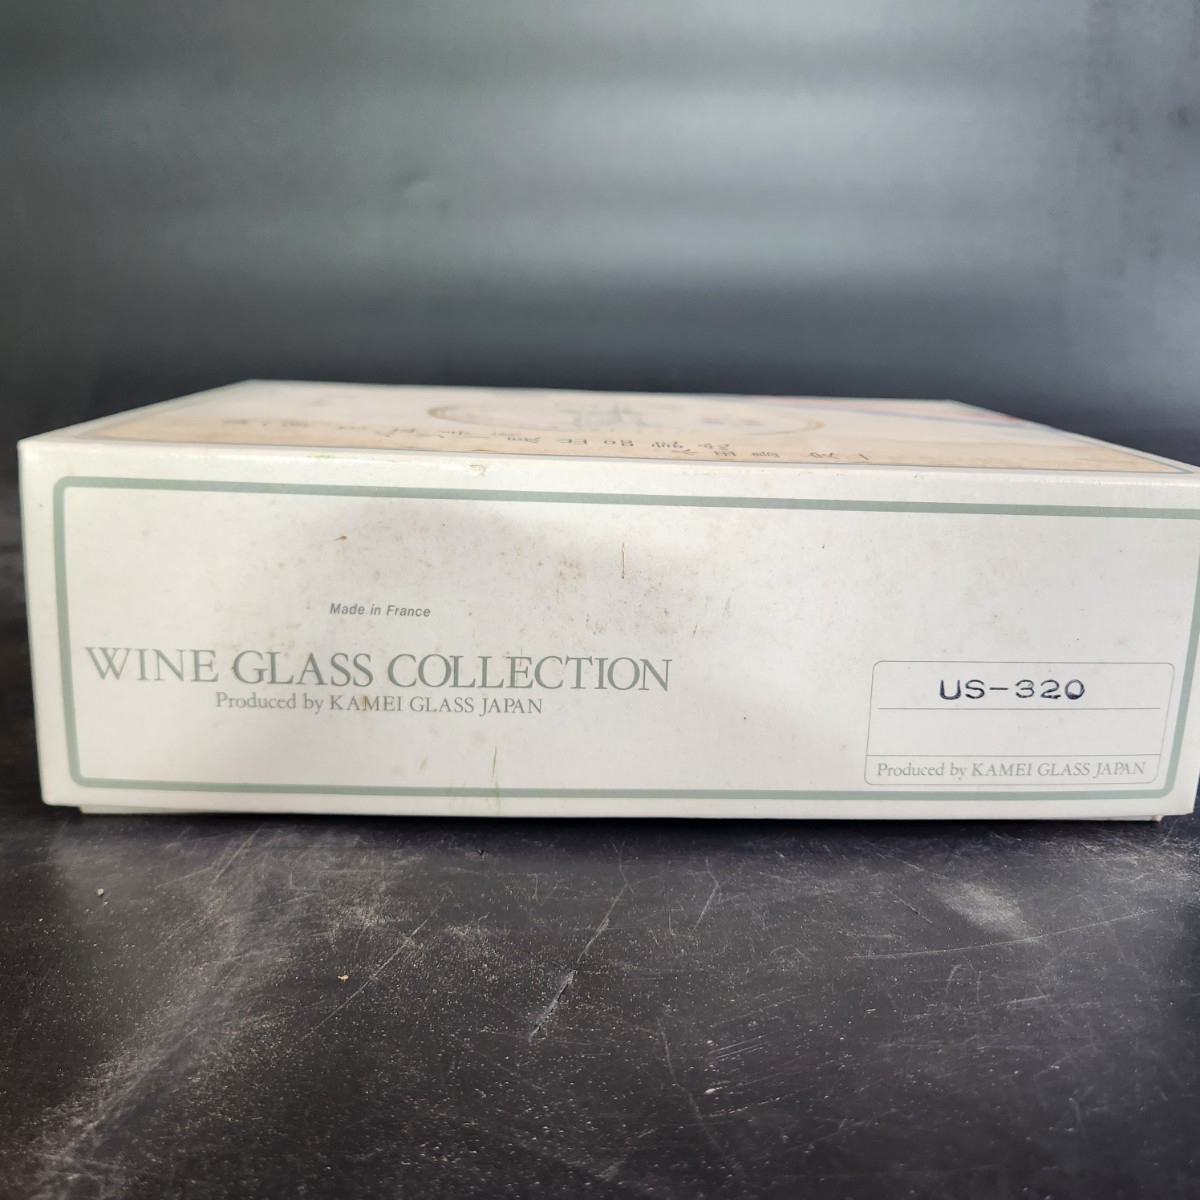 Made in France
WINE GLASS COLLECTION
Produced by KAMEI GLASS JAPAN
US-320
Produced by KAMEI GLASS JAPAN